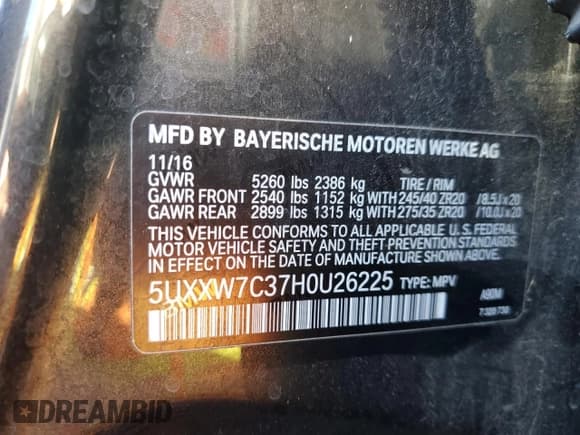 MFD BY BAYERISCHE MOTOREN WERKE AG
11/16
GVWR 5260 lbs 2386 kg TIRE / RIM
GAWR FRONT 2540 lbs 1152 kg WITH 245/40 ZR20 /8.5J x 20
GAWR REAR 2899 lbs 1315 kg WITH 275/35 ZR20 /10.0J x 20
THIS VEHICLE CONFORMS TO ALL APPLICABLE U.S. FEDERAL
MOTOR VEHICLE SAFETY AND THEFT PREVENTION STANDARDS
IN EFFECT ON THE DATE OF MANUFACTURE SHOWN ABOVE.
5UXXW7C37H0U26225 TYPE: MPV
A90M
DREAMBID